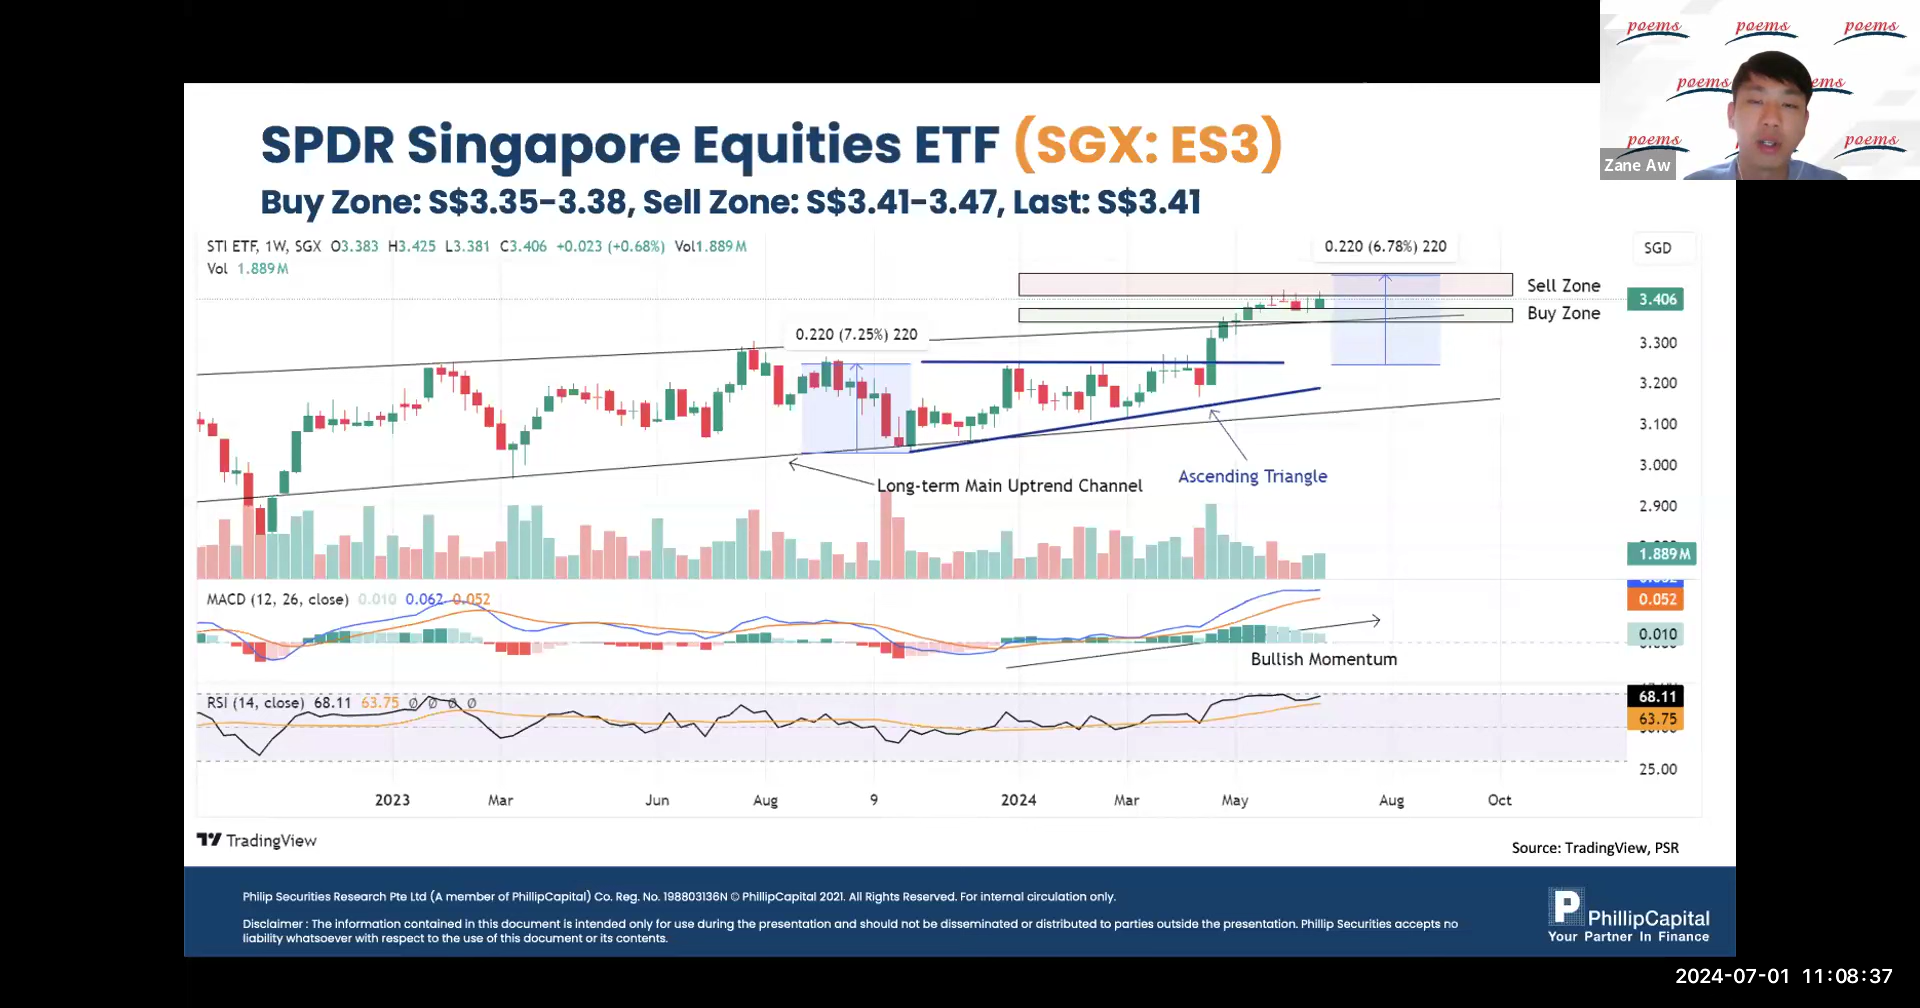 poems poems poems
poems ems
poems poems
Zane Aw
SPDR Singapore Equities ETF (SGX: ES3)
Buy Zone: S$3.35-3.38, Sell Zone: S$3.41-3.47, Last: S$3.41
STI ETF, 1W, SGX O3.383 H3.425 L3.381 C3.406 +0.023 (+0.68%) Vol1.889M
Vol 1.889M
0.220 (6.78%) 220
SGD
Sell Zone
3.406
Buy Zone
0.220 (7.25%) 220
3.300
3.200
3.100
3.000
2.900
Ascending Triangle
Long-term Main Uptrend Channel
1.889M
MACD (12, 26, close) 0.010 0.062 0.052
0.052
0.010
Bullish Momentum
RSI (14, close) 68.11 63.75 Ø Ø Ø Ø
68.11
63.75
25.00
2023 Mar Jun Aug 9 2024 Mar May Aug Oct
TradingView
Source: TradingView, PSR
Philip Securities Research Pte Ltd (A member of PhillipCapital) Co. Reg. No. 198803136N © PhillipCapital 2021. All Rights Reserved. For internal circulation only.
Disclaimer : The information contained in this document is intended only for use during the presentation and should not be disseminated or distributed to parties outside the presentation. Phillip Securities accepts no
liability whatsoever with respect to the use of this document or its contents.
PhillipCapital
Your Partner In Finance
2024-07-01 11:08:37